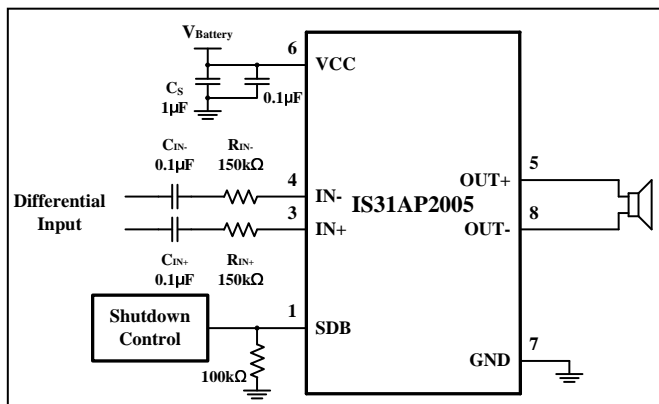 VBattery
6
VCC
CS
1µF
0.1µF
CIN-
0.1µF
RIN-
150kΩ
4
IN-
Differential
Input
3
IN+
CIN+
0.1µF
RIN+
150kΩ
IS31AP2005
OUT+
5
OUT-
8
Shutdown
Control
1
SDB
100kΩ
7
GND